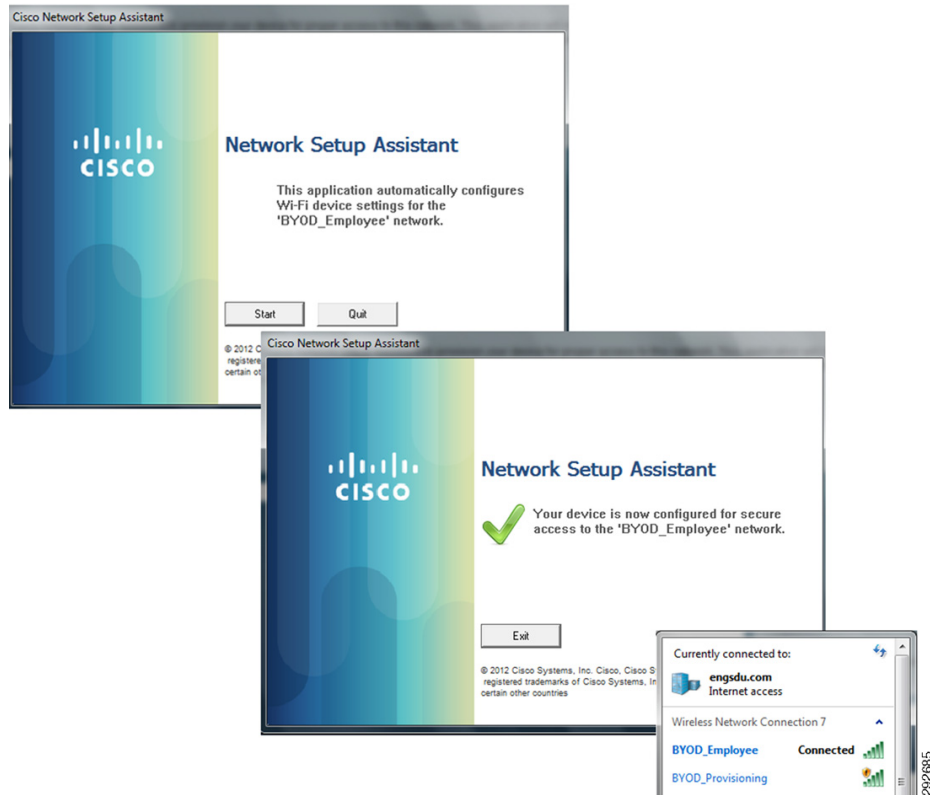 Cisco Network Setup Assistant
CISCO
Network Setup Assistant
This application automatically configures
Wi-Fi device settings for the
'BYOD_Employee' network.
Start
Quit
© 2012 C
registere
certain ot
Cisco Network Setup Assistant
CISCO
Network Setup Assistant
Your device is now configured for secure
access to the 'BYOD_Employee' network.
Exit
© 2012 Cisco Systems, Inc. Cisco, Cisco S
registered trademarks of Cisco Systems, In
certain other countries
Currently connected to:
engsdu.com
Internet access
Wireless Network Connection 7
BYOD_Employee Connected
BYOD_Provisioning
292685